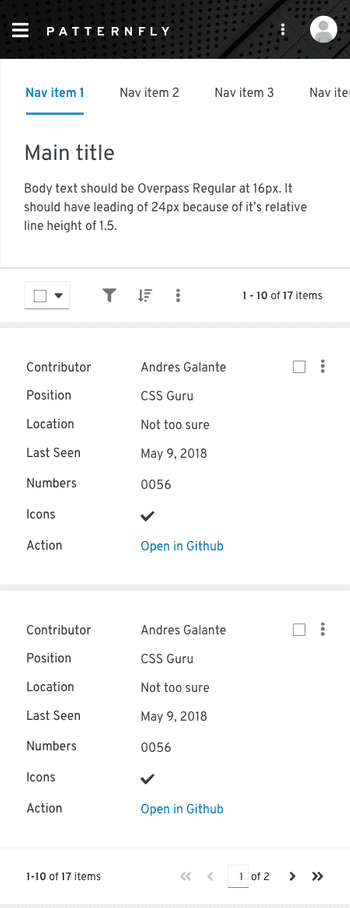 PATTERNFLY
Nav item 1 Nav item 2 Nav item 3 Nav ite
Main title
Body text should be Overpass Regular at 16px. It
should have leading of 24px because of it’s relative
line height of 1.5.
1 - 10 of 17 items
Contributor Andres Galante
Position CSS Guru
Location Not too sure
Last Seen May 9, 2018
Numbers 0056
Icons
Action Open in Github
Contributor Andres Galante
Position CSS Guru
Location Not too sure
Last Seen May 9, 2018
Numbers 0056
Icons
Action Open in Github
1-10 of 17 items 1 of 2